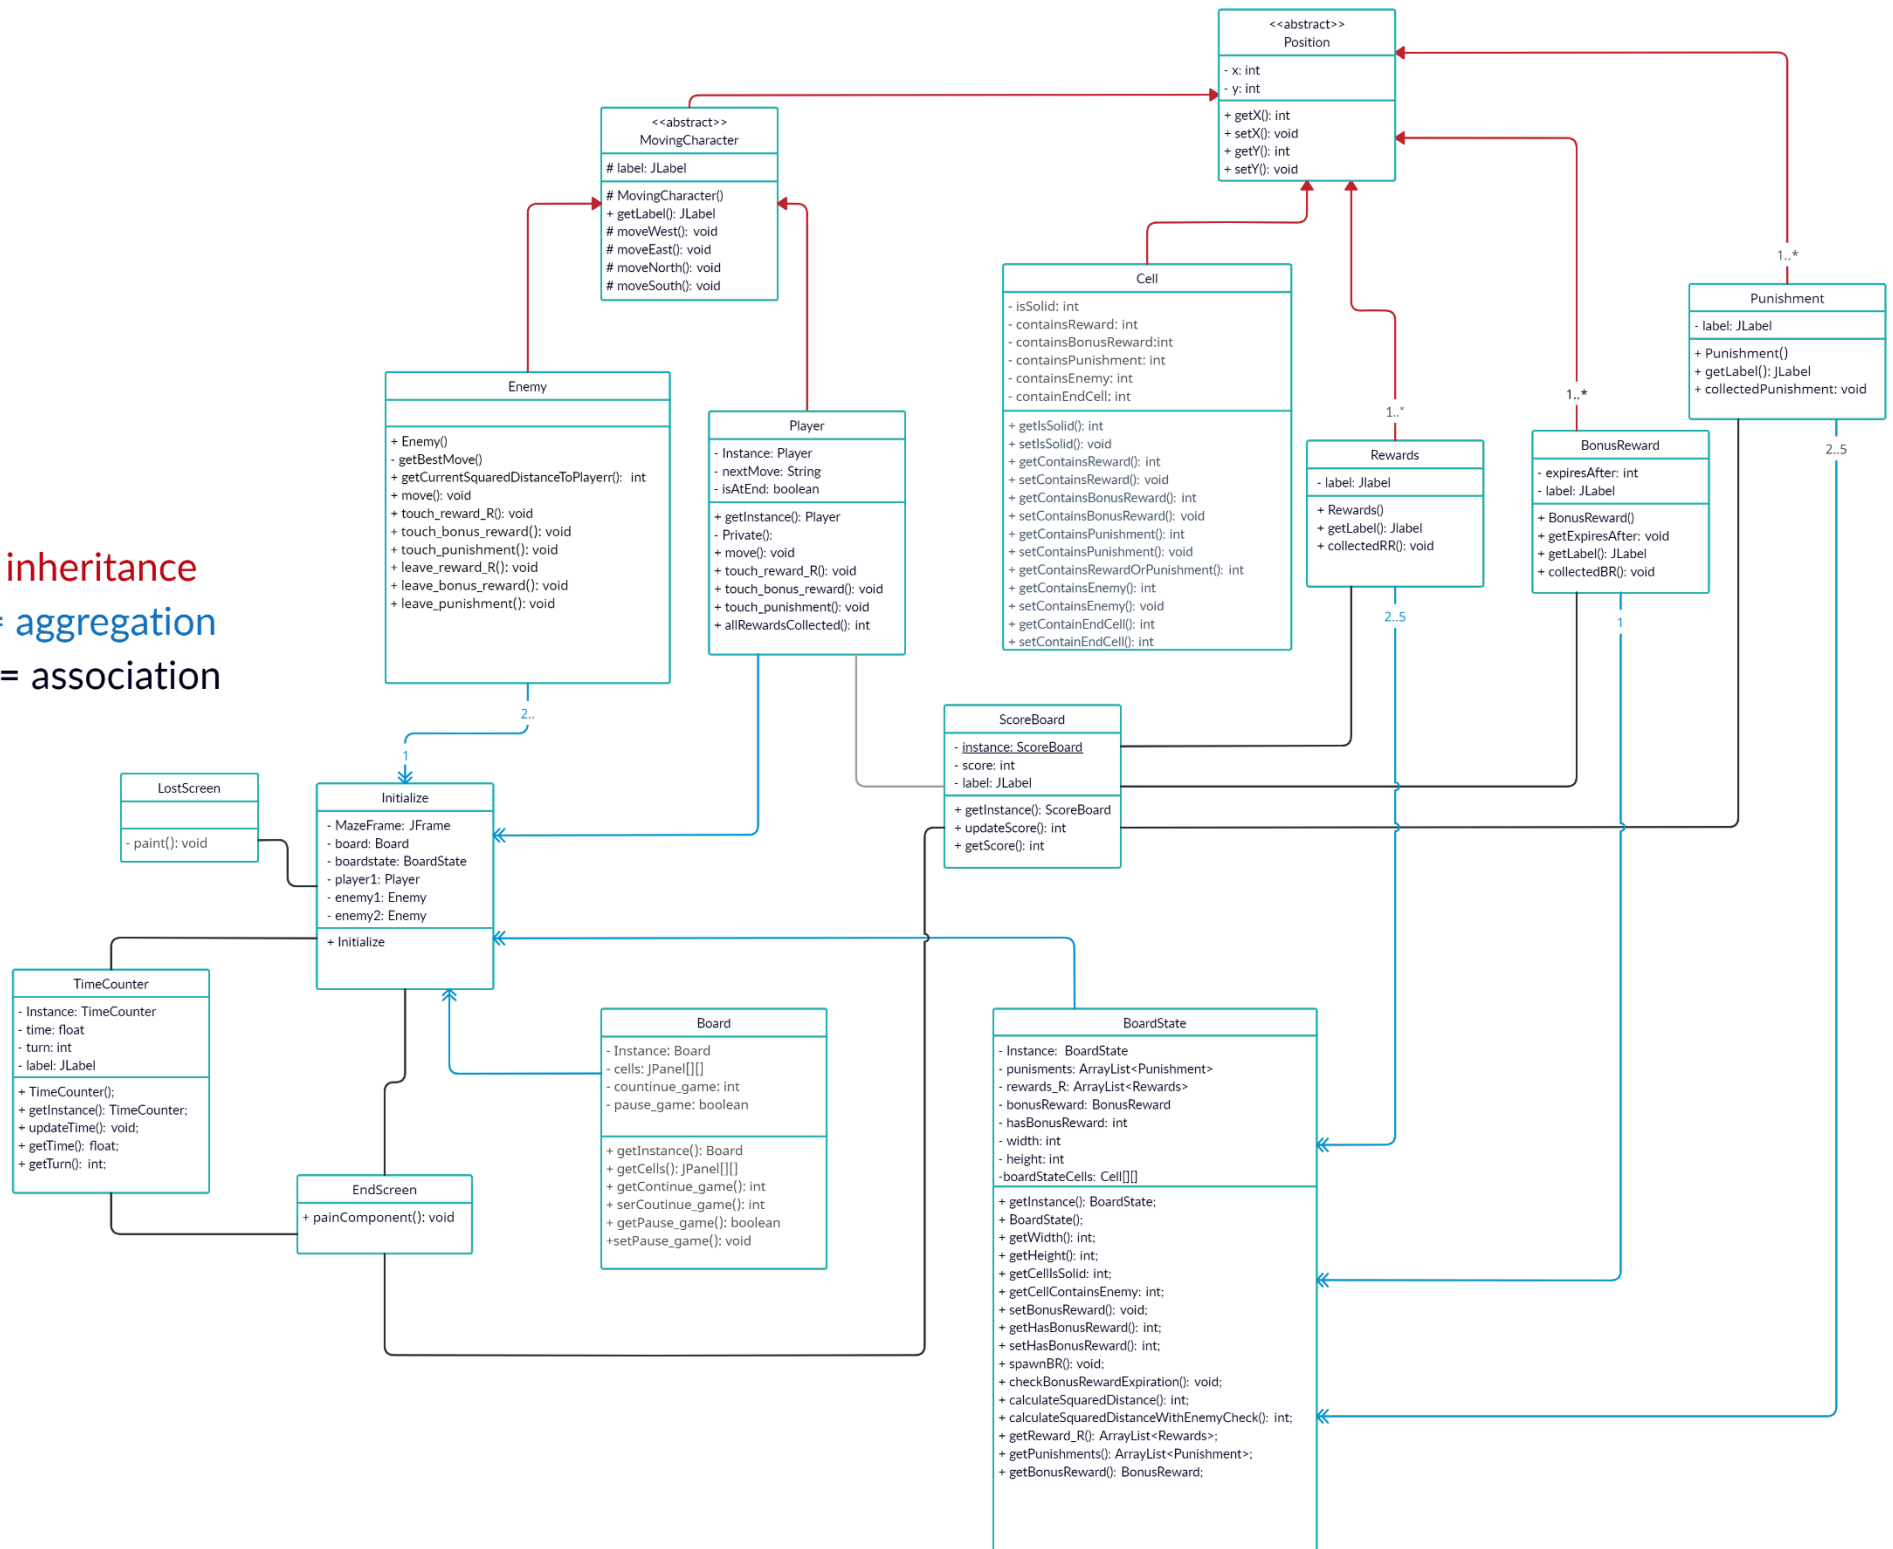 <<abstract>>
Position
- x: int
- y: int
+ getX(): int
+ setX(): void
+ getY(): int
+ setY(): void
<<abstract>>
MovingCharacter
# label: JLabel
# MovingCharacter()
+ getLabel(): JLabel
# moveWest(): void
# moveEast(): void
# moveNorth(): void
# moveSouth(): void
1..*
Punishment
- label: JLabel
+ Punishment()
+ getLabel(): JLabel
+ collectedPunishment: void
2..5
Cell
- isSolid: int
- containsReward: int
- containsBonusReward:int
- containsPunishment: int
- containsEnemy: int
- containEndCell: int
+ getIsSolid(): int
+ setIsSolid(): void
+ getContainsReward(): int
+ setContainsReward(): void
+ getContainsBonusReward(): int
+ setContainsBonusReward(): void
+ getContainsPunishment(): int
+ setContainsPunishment(): void
+ getContainsRewardOrPunishment(): int
+ getContainsEnemy(): int
+ setContainsEnemy(): void
+ getContainEndCell(): int
+ setContainEndCell(): int
1..*
Rewards
- label: Jlabel
+ Rewards()
+ getLabel(): Jlabel
+ collectedRR(): void
2..5
1..*
BonusReward
- expiresAfter: int
- label: JLabel
+ BonusReward()
+ getExpiresAfter: void
+ getLabel(): JLabel
+ collectedBR(): void
1
Enemy
+ Enemy()
- getBestMove()
+ getCurrentSquaredDistanceToPlayerr(): int
+ move(): void
+ touch_reward_R(): void
+ touch_bonus_reward(): void
+ touch_punishment(): void
+ leave_reward_R(): void
+ leave_bonus_reward(): void
+ leave_punishment(): void
2..
1
Player
- Instance: Player
- nextMove: String
- isAtEnd: boolean
+ getInstance(): Player
- Private():
+ move(): void
+ touch_reward_R(): void
+ touch_bonus_reward(): void
+ touch_punishment(): void
+ allRewardsCollected(): int
inheritance
= aggregation
= association
ScoreBoard
- instance: ScoreBoard
- score: int
- label: JLabel
+ getInstance(): ScoreBoard
+ updateScore(): int
+ getScore(): int
LostScreen
- paint(): void
Initialize
- MazeFrame: JFrame
- board: Board
- boardstate: BoardState
- player1: Player
- enemy1: Enemy
- enemy2: Enemy
+ Initialize
TimeCounter
- Instance: TimeCounter
- time: float
- turn: int
- label: JLabel
+ TimeCounter();
+ getInstance(): TimeCounter;
+ updateTime(): void;
+ getTime(): float;
+ getTurn(): int;
EndScreen
+ painComponent(): void
Board
- Instance: Board
- cells: JPanel[][]
- countinue_game: int
- pause_game: boolean
+ getInstance(): Board
+ getCells(): JPanel[][]
+ getContinue_game(): int
+ serCoutinue_game(): int
+ getPause_game(): boolean
+setPause_game(): void
BoardState
- Instance: BoardState
- punisments: ArrayList<Punishment>
- rewards_R: ArrayList<Rewards>
- bonusReward: BonusReward
- hasBonusReward: int
- width: int
- height: int
-boardStateCells: Cell[][]
+ getInstance(): BoardState;
+ BoardState();
+ getWidth(): int;
+ getHeight(): int;
+ getCellIsSolid: int;
+ getCellContainsEnemy: int;
+ setBonusReward(): void;
+ getHasBonusReward(): int;
+ setHasBonusReward(): int;
+ spawnBR(): void;
+ checkBonusRewardExpiration(): void;
+ calculateSquaredDistance(): int;
+ calculateSquaredDistanceWithEnemyCheck(): int;
+ getReward_R(): ArrayList<Rewards>;
+ getPunishments(): ArrayList<Punishment>;
+ getBonusReward(): BonusReward;